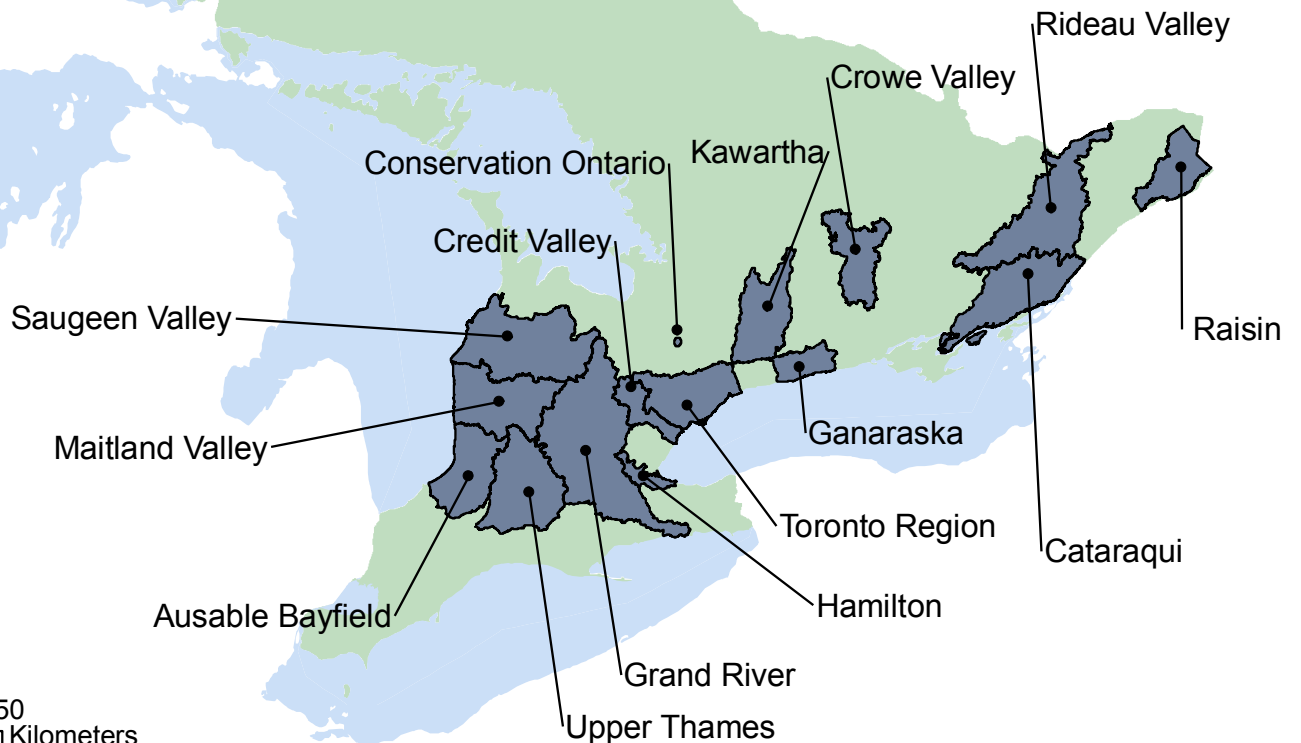 Rideau Valley
Crowe Valley
Kawartha
Conservation Ontario
Credit Valley
Saugeen Valley
Raisin
Ganaraska
Maitland Valley
Toronto Region
Cataraqui
Hamilton
Ausable Bayfield
Grand River
50
Upper Thames
Kilometers